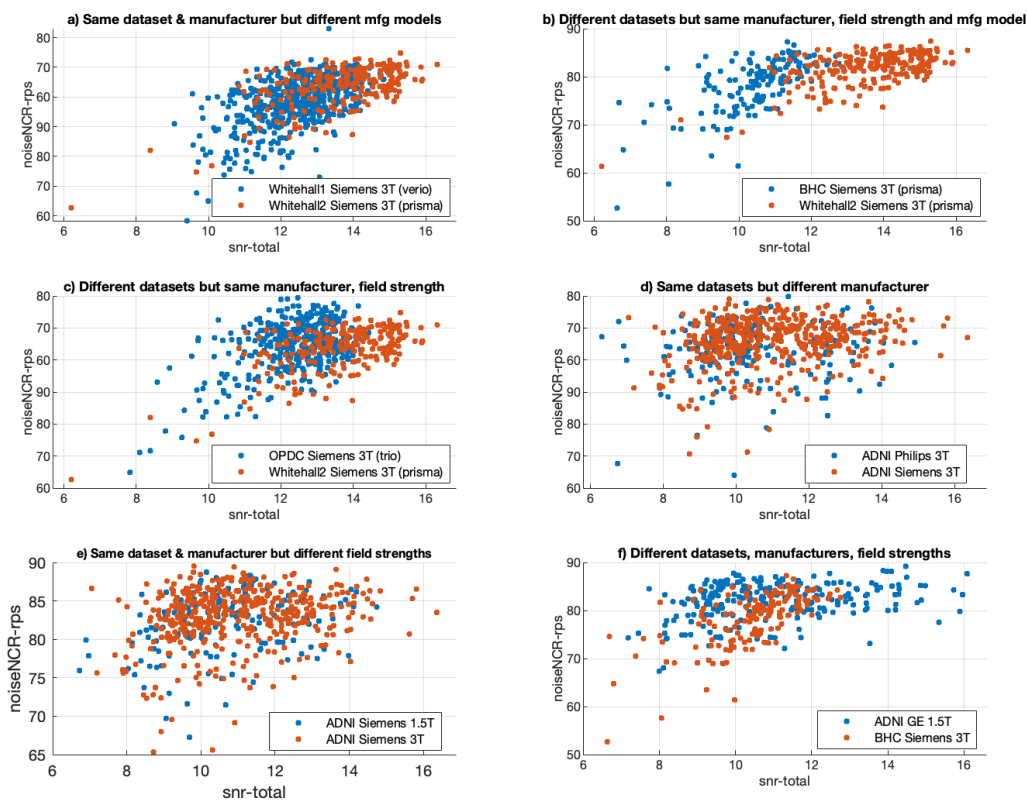 a) Same dataset & manufacturer but different mfg models
80
70
60
90
80
70
60
noiseNCR-rps
Whitehall1 Siemens 3T (verio)
Whitehall2 Siemens 3T (prisma)
6 8 10 12 14 16
snr-total
b) Different datasets but same manufacturer, field strength and mfg model
90
80
70
60
50
noiseNCR-rps
BHC Siemens 3T (prisma)
Whitehall2 Siemens 3T (prisma)
6 8 10 12 14 16
snr-total
c) Different datasets but same manufacturer, field strength
80
70
60
90
80
70
60
noiseNCR-rps
OPDC Siemens 3T (trio)
Whitehall2 Siemens 3T (prisma)
6 8 10 12 14 16
snr-total
d) Same datasets but different manufacturer
80
70
60
90
80
70
60
noiseNCR-rps
ADNI Philips 3T
ADNI Siemens 3T
6 8 10 12 14 16
snr-total
e) Same dataset & manufacturer but different field strengths
90
85
80
75
70
65
noiseNCR-rps
ADNI Siemens 1.5T
ADNI Siemens 3T
6 8 10 12 14 16
snr-total
f) Different datasets, manufacturers, field strengths
90
80
70
60
50
noiseNCR-rps
ADNI GE 1.5T
BHC Siemens 3T
6 8 10 12 14 16
snr-total